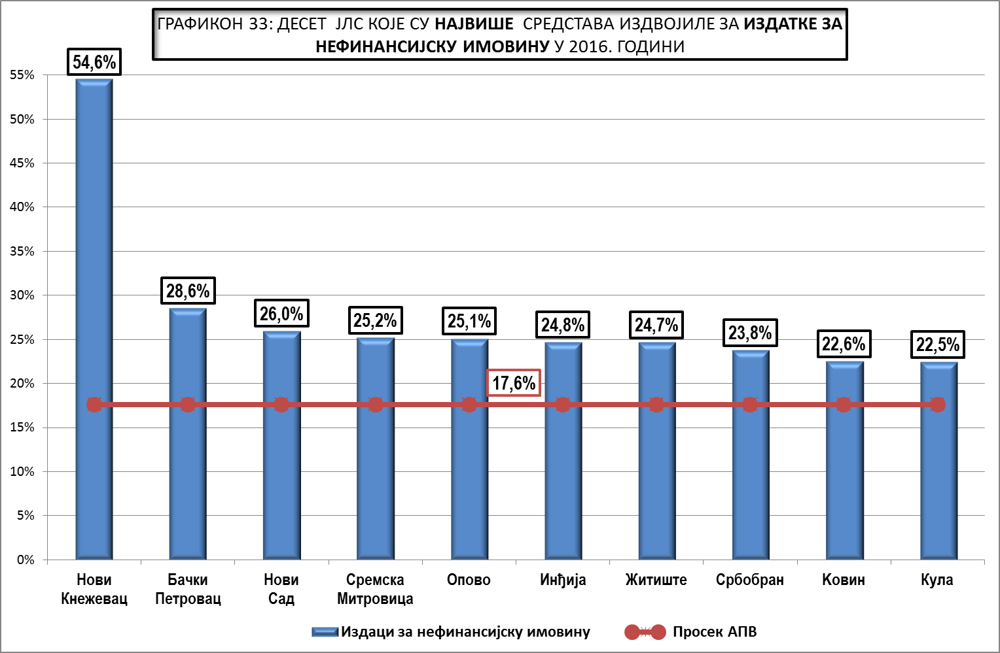 ГРАФИКОН 33: ДЕСЕТ ЈЛС КОЈЕ СУ НАЈВИШЕ СРЕДСТАВА ИЗДВОЈИЛЕ ЗА ИЗДАТКЕ ЗА
НЕФИНАНСИЈСКУ ИМОВИНУ У 2016. ГОДИНИ
55%
50%
45%
40%
35%
30%
25%
20%
15%
10%
5%
0%
54,6%
28,6%
26,0%
25,2%
25,1%
24,8%
24,7%
23,8%
22,6%
22,5%
17,6%
Нови
Кнежевац
Бачки
Петровац
Нови
Сад
Сремска
Митровица
Опово
Инђија
Житиште
Србобран
Ковин
Кула
Издаци за нефинансијску имовину
Просек АПВ